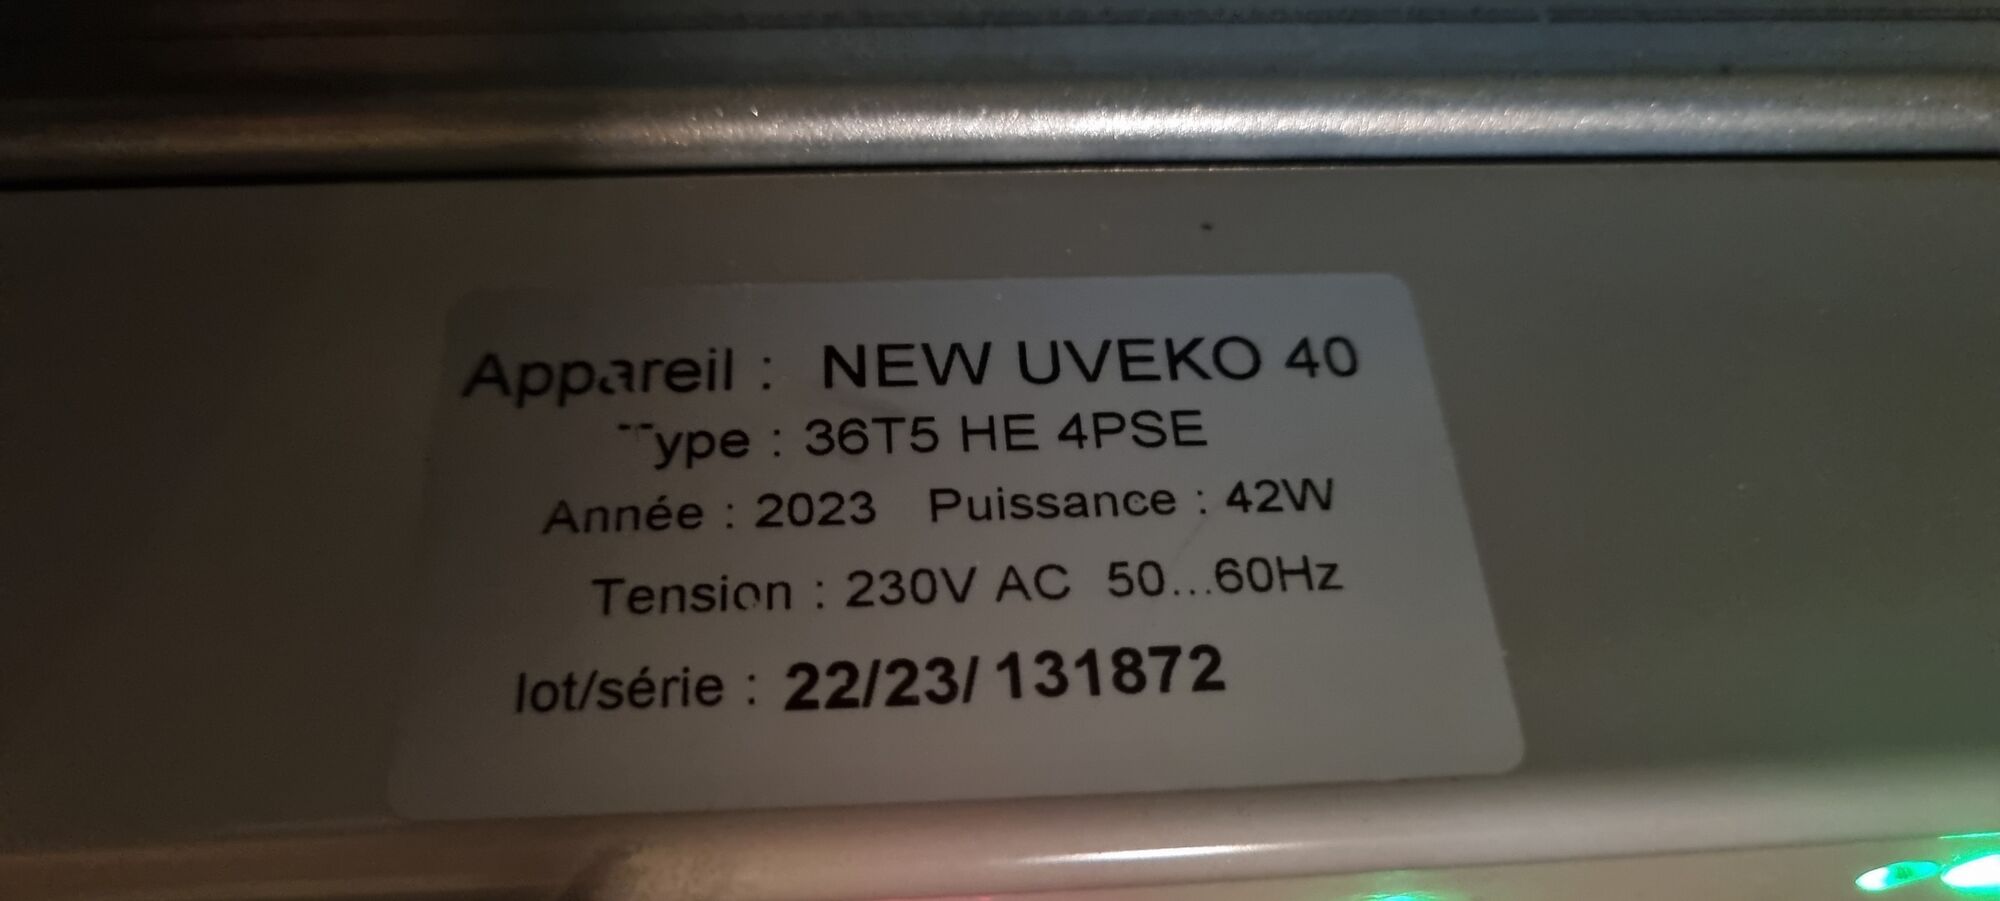 Appareil : NEW UVEKO 40
Type : 36T5 HE 4PSE
Année : 2023 Puissance : 42W
Tension : 230V AC 50...60Hz
lot/série : 22/23/131872